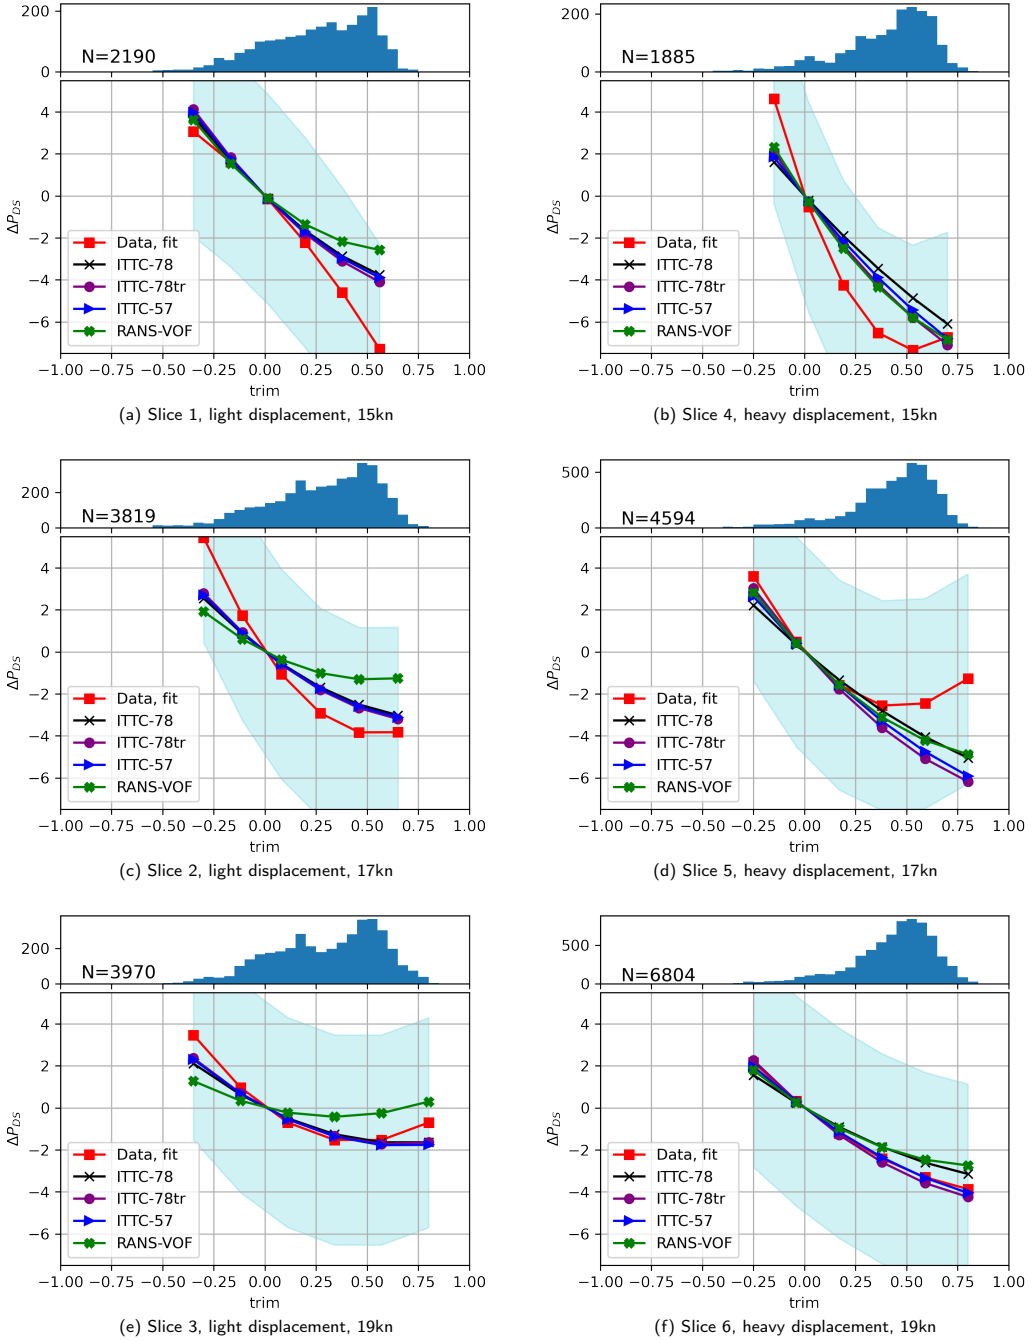 200
0
N=2190
4
2
0
−2
−4
−6
ΔP_DS
Data, fit
ITTC-78
ITTC-78tr
ITTC-57
RANS-VOF
−1.00 −0.75 −0.50 −0.25 0.00 0.25 0.50 0.75 1.00
trim
(a) Slice 1, light displacement, 15kn
200
0
N=1885
4
2
0
−2
−4
−6
ΔP_DS
Data, fit
ITTC-78
ITTC-78tr
ITTC-57
RANS-VOF
−1.00 −0.75 −0.50 −0.25 0.00 0.25 0.50 0.75 1.00
trim
(b) Slice 4, heavy displacement, 15kn
200
0
N=3819
4
2
0
−2
−4
−6
ΔP_DS
Data, fit
ITTC-78
ITTC-78tr
ITTC-57
RANS-VOF
−1.00 −0.75 −0.50 −0.25 0.00 0.25 0.50 0.75 1.00
trim
(c) Slice 2, light displacement, 17kn
500
0
N=4594
4
2
0
−2
−4
−6
ΔP_DS
Data, fit
ITTC-78
ITTC-78tr
ITTC-57
RANS-VOF
−1.00 −0.75 −0.50 −0.25 0.00 0.25 0.50 0.75 1.00
trim
(d) Slice 5, heavy displacement, 17kn
200
0
N=3970
4
2
0
−2
−4
−6
ΔP_DS
Data, fit
ITTC-78
ITTC-78tr
ITTC-57
RANS-VOF
−1.00 −0.75 −0.50 −0.25 0.00 0.25 0.50 0.75 1.00
trim
(e) Slice 3, light displacement, 19kn
500
0
N=6804
4
2
0
−2
−4
−6
ΔP_DS
Data, fit
ITTC-78
ITTC-78tr
ITTC-57
RANS-VOF
−1.00 −0.75 −0.50 −0.25 0.00 0.25 0.50 0.75 1.00
trim
(f) Slice 6, heavy displacement, 19kn